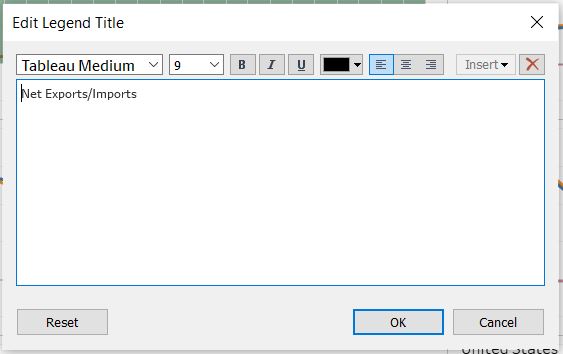 Edit Legend Title
Tableau Medium 9 B I U Insert
Net Exports/Imports
Reset OK Cancel
United States